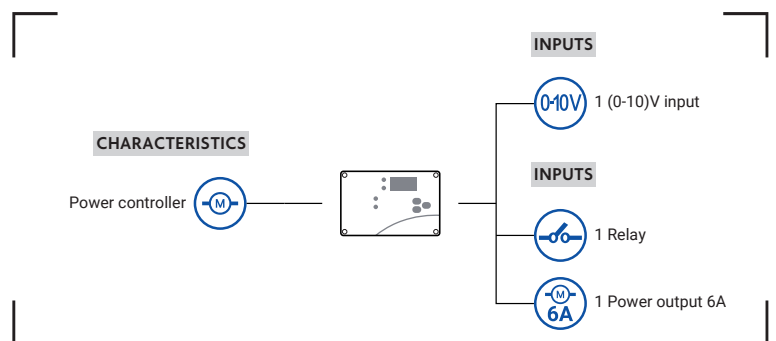 INPUTS
0-10V 1 (0-10)V input
CHARACTERISTICS
Power controller M
INPUTS
1 Relay
M
6A 1 Power output 6A